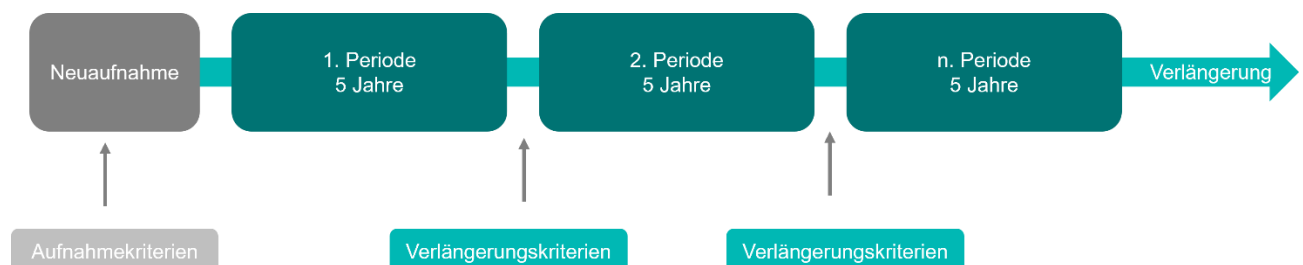 Neuaufnahme
1. Periode
5 Jahre
2. Periode
5 Jahre
n. Periode
5 Jahre
Verlängerung
Aufnahmekriterien
Verlängerungskriterien
Verlängerungskriterien